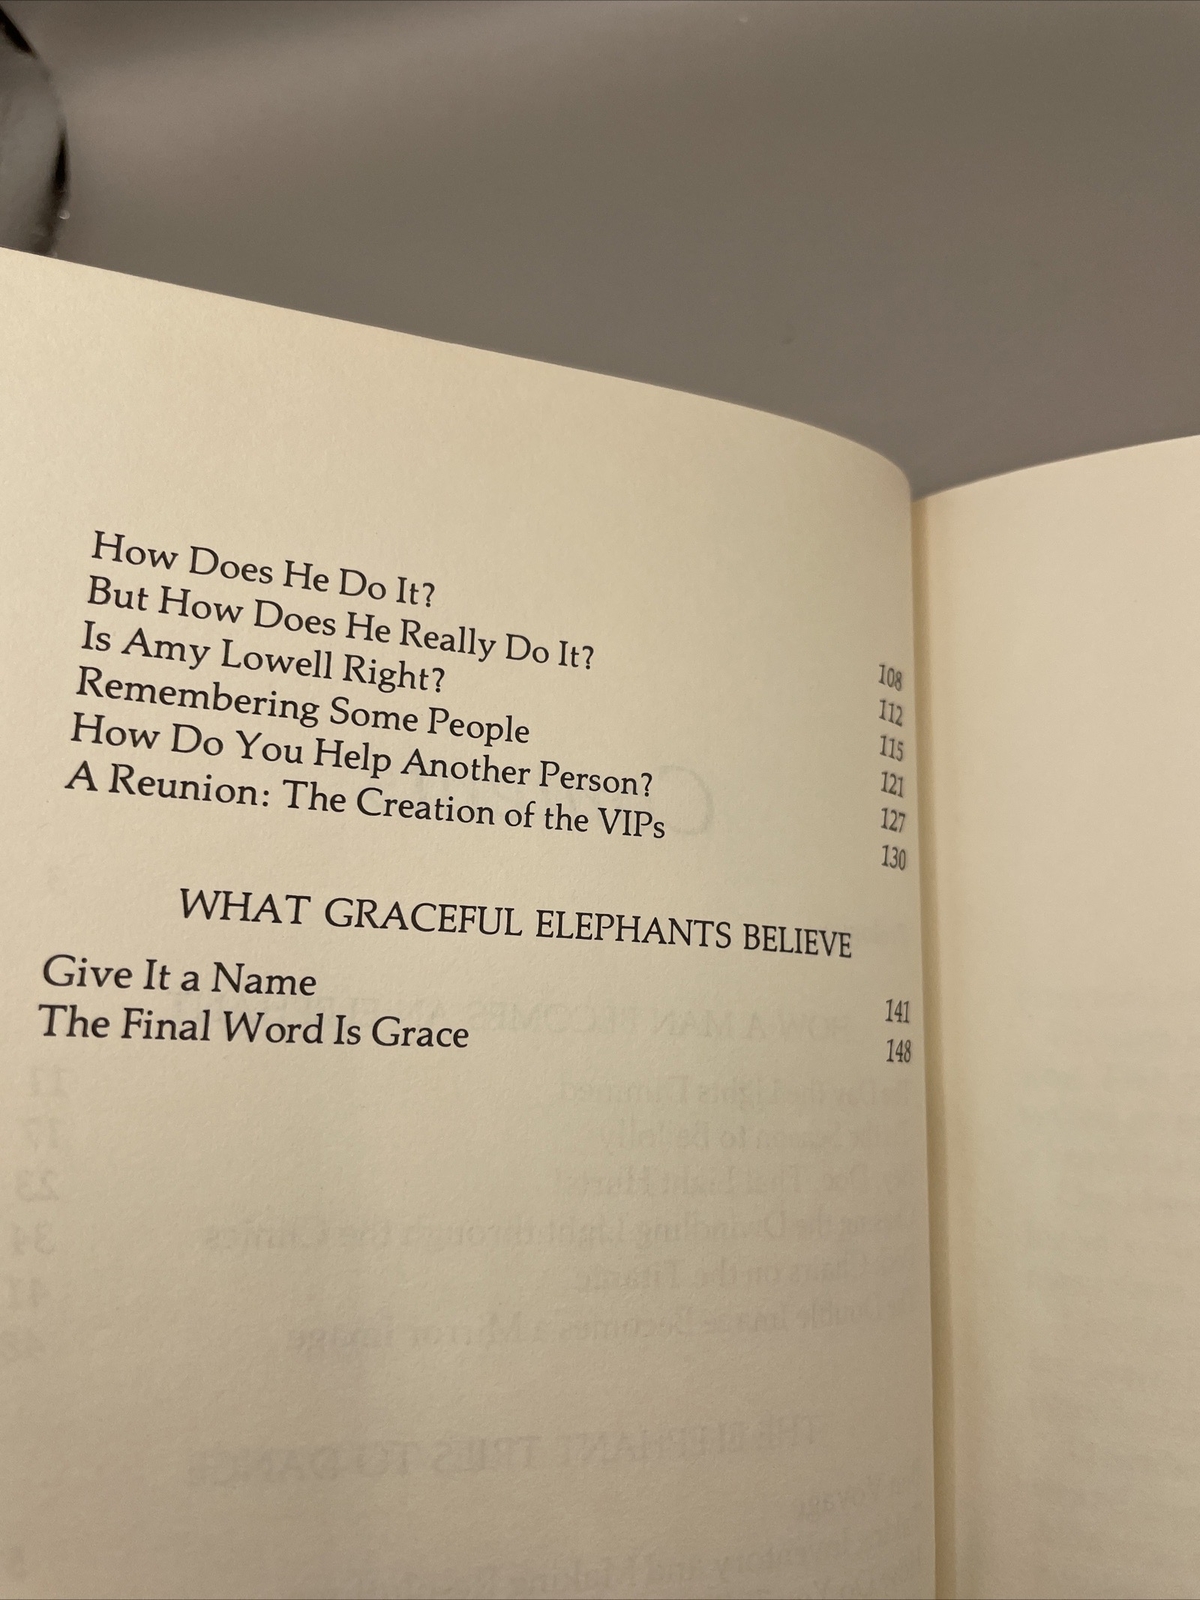 How Does He Do It? 108
But How Does He Really Do It? 112
Is Amy Lowell Right? 115
Remembering Some People 121
How Do You Help Another Person? 127
A Reunion: The Creation of the VIPs 130
WHAT GRACEFUL ELEPHANTS BELIEVE
Give It a Name 141
The Final Word Is Grace 148